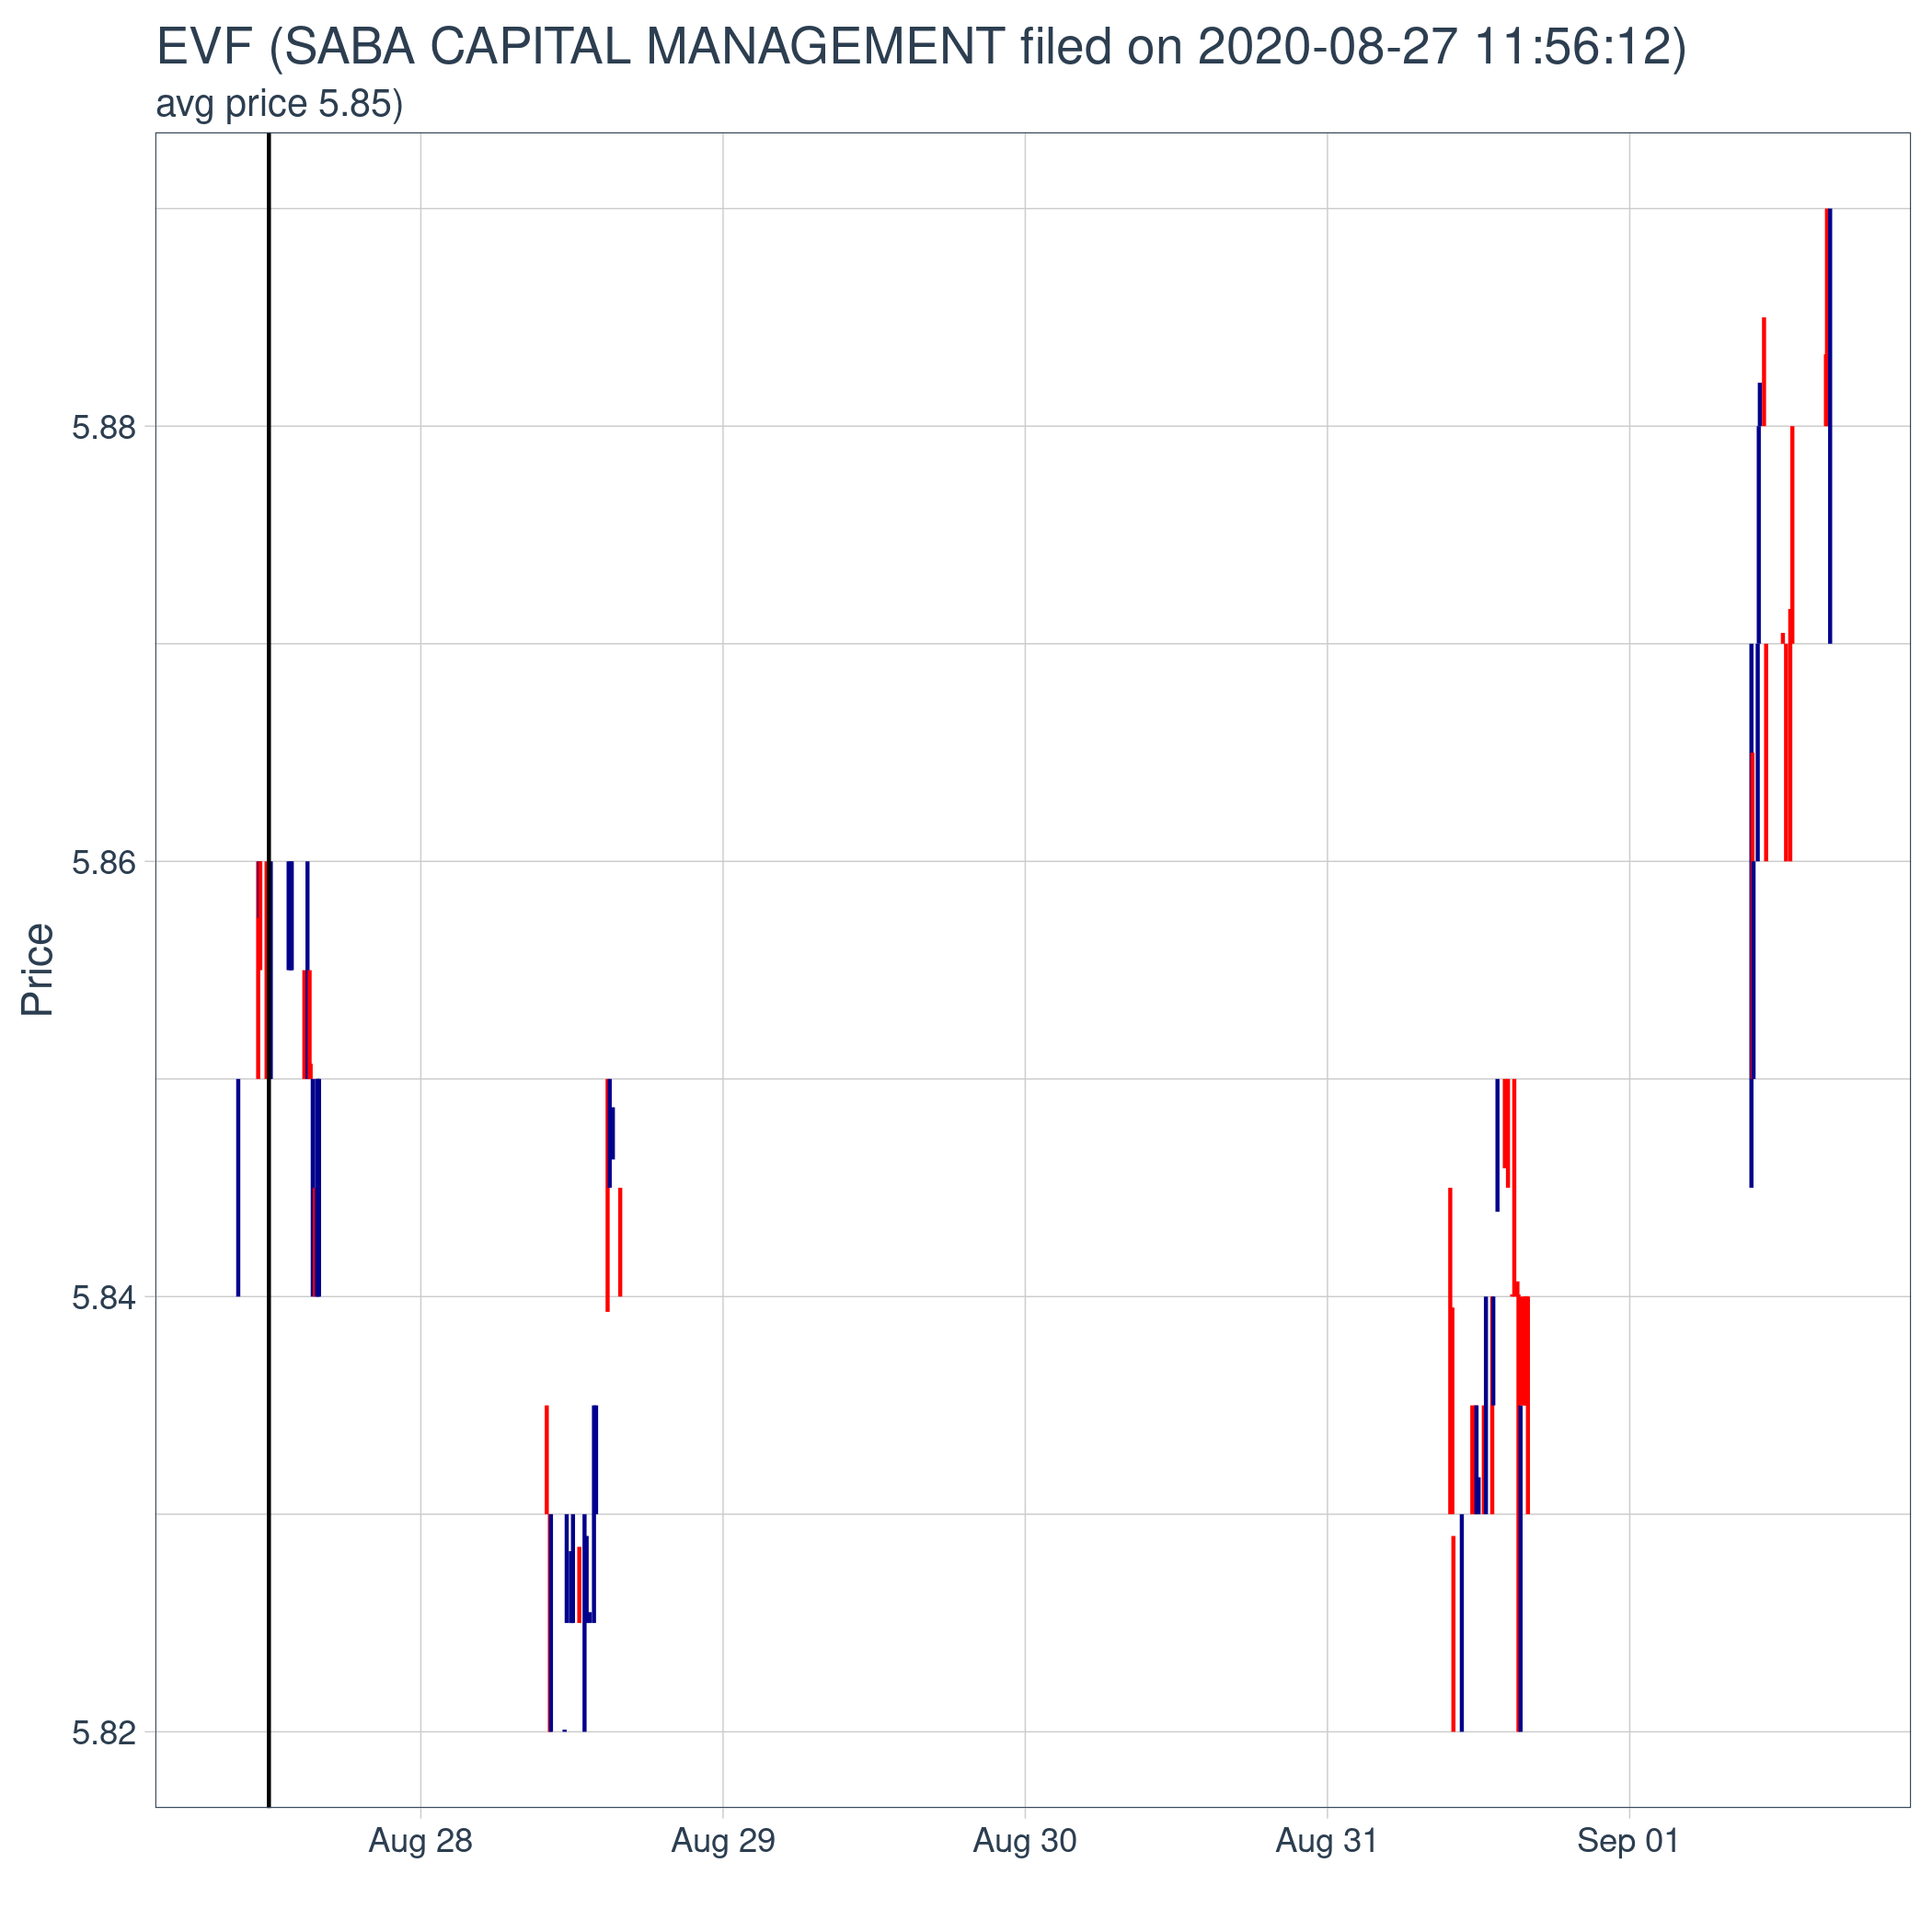 EVF (SABA CAPITAL MANAGEMENT filed on 2020-08-27 11:56:12)
avg price 5.85)
5.88
5.86
Price
5.84
5.82
Aug 28 Aug 29 Aug 30 Aug 31 Sep 01